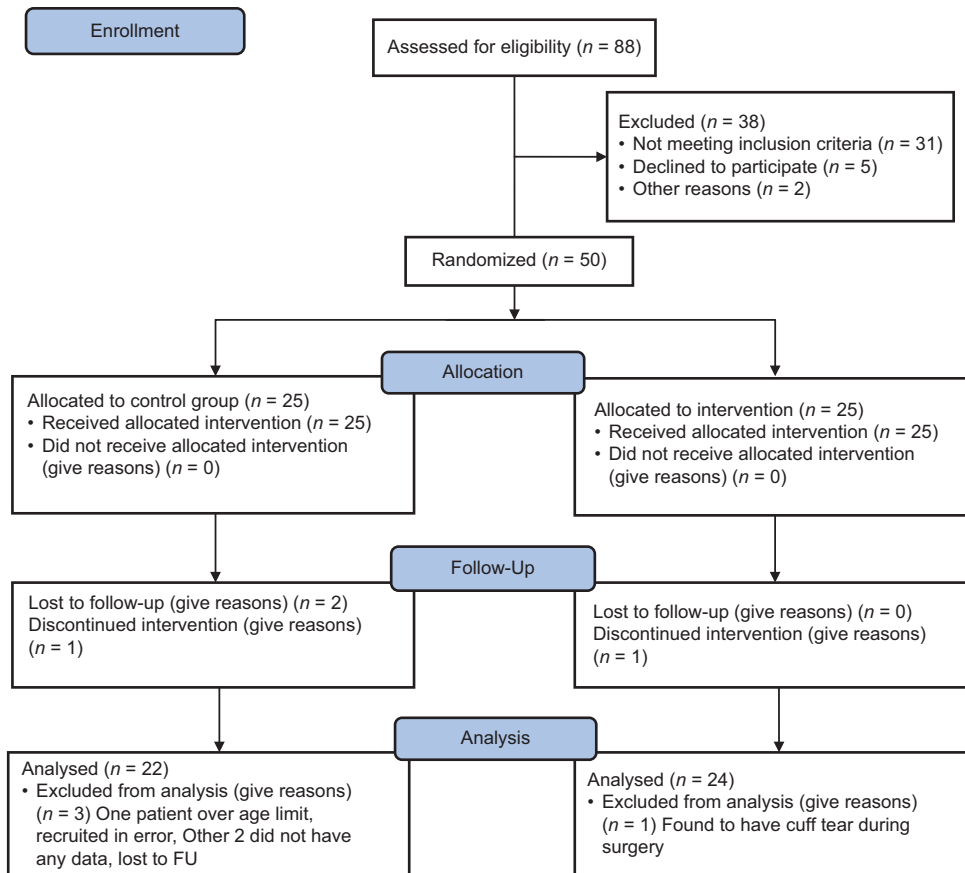 Enrollment
Assessed for eligibility (n = 88)
Excluded (n = 38)
• Not meeting inclusion criteria (n = 31)
• Declined to participate (n = 5)
• Other reasons (n = 2)
Randomized (n = 50)
Allocation
Allocated to control group (n = 25)
• Received allocated intervention (n = 25)
• Did not receive allocated intervention
(give reasons) (n = 0)
Allocated to intervention (n = 25)
• Received allocated intervention (n = 25)
• Did not receive allocated intervention
(give reasons) (n = 0)
Follow-Up
Lost to follow-up (give reasons) (n = 2)
Discontinued intervention (give reasons)
(n = 1)
Lost to follow-up (give reasons) (n = 0)
Discontinued intervention (give reasons)
(n = 1)
Analysis
Analysed (n = 22)
• Excluded from analysis (give reasons)
(n = 3) One patient over age limit,
recruited in error, Other 2 did not have
any data, lost to FU
Analysed (n = 24)
• Excluded from analysis (give reasons)
(n = 1) Found to have cuff tear during
surgery